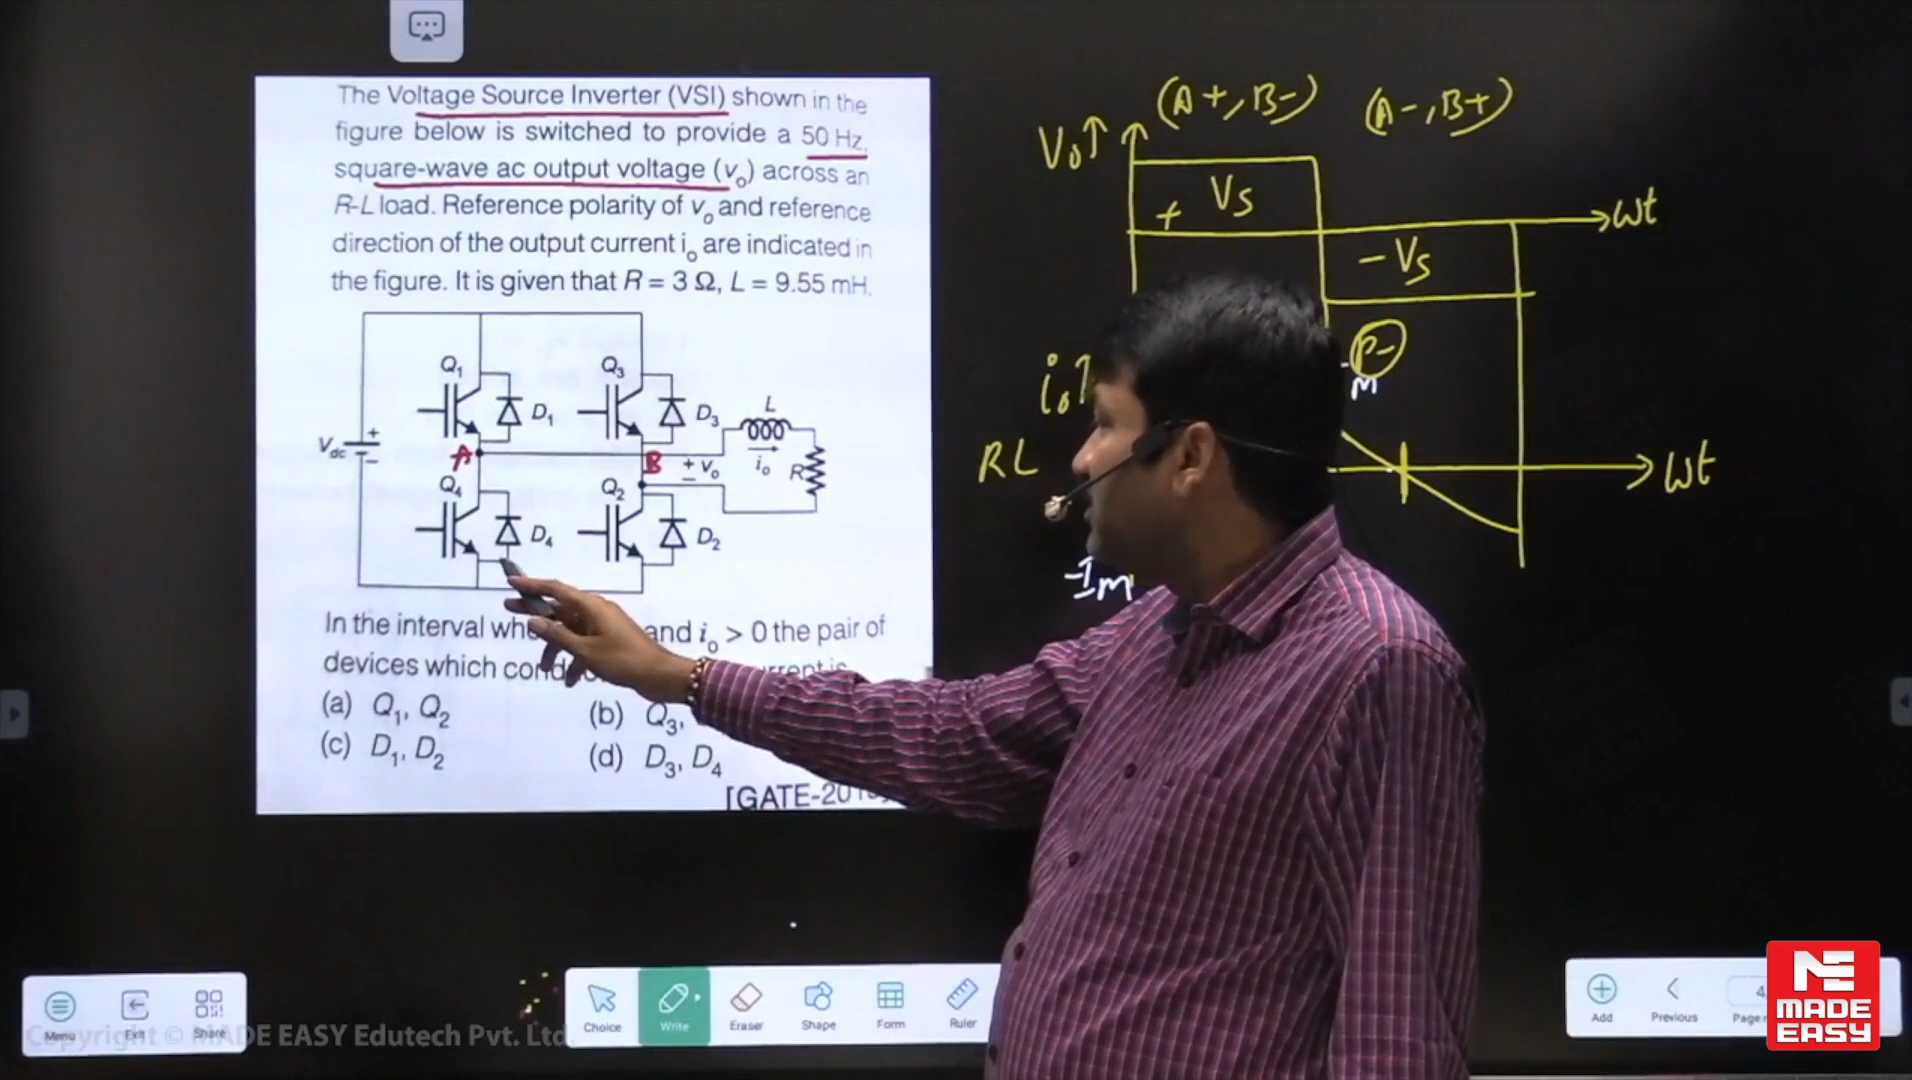 The Voltage Source Inverter (VSI) shown in the
figure below is switched to provide a 50 Hz,
square-wave ac output voltage (vₒ) across an
R-L load. Reference polarity of vₒ and reference
direction of the output current iₒ are indicated in
the figure. It is given that R = 3 Ω, L = 9.55 mH.
Q₁ D₁ Q₃ D₃ L
V_dc + − A B + vₒ − iₒ R
Q₄ D₄ Q₂ D₂
In the interval and iₒ > 0 the pair of
devices which is
(a) Q₁, Q₂ (b) Q₃,
(c) D₁, D₂ (d) D₃, D₄
[GATE-
(A+, B-) (A-, B+)
V₀↑
+ Vs
ωt
- Vs
P-
M
i₀↑
RL
ωt
-IM
Menu
Exit
Share
Choice
Write
Eraser
Shape
Form
Ruler
Add
Previous
Page
4
MADE
EASY
Copyright © MADE EASY Edutech Pvt. Ltd.